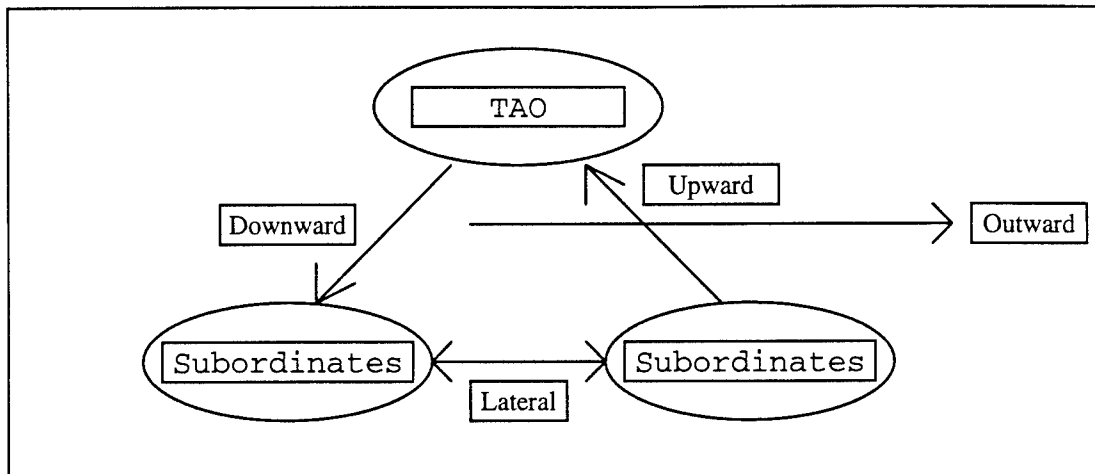 TAO
Upward
Downward
Outward
Subordinates
Subordinates
Lateral